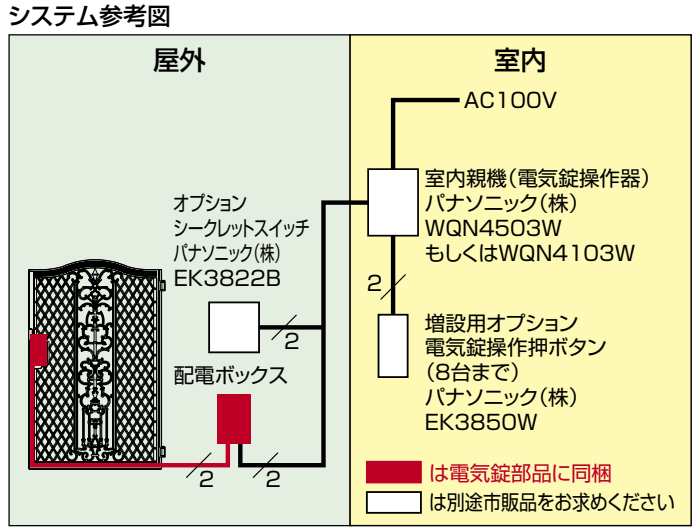 システム参考図
屋外
室内
AC100V
室内親機(電気錠操作器)
パナソニック(株)
WQN4503W
もしくはWQN4103W
オプション
シークレットスイッチ
パナソニック(株)
EK3822B
2
2
増設用オプション
電気錠操作押ボタン
(8台まで)
パナソニック(株)
EK3850W
配電ボックス
2
2
は電気錠部品に同梱
は別途市販品をお求めください